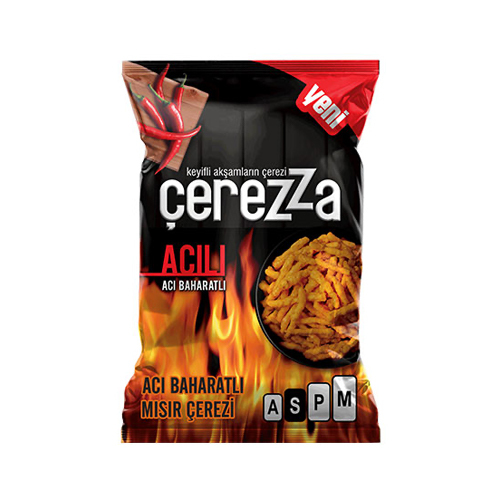 yeni
keyifli akşamların çerezi
çerezza
ACILI
ACI BAHARATLI
ACI BAHARATLI
MISIR ÇEREZİ
A S P M